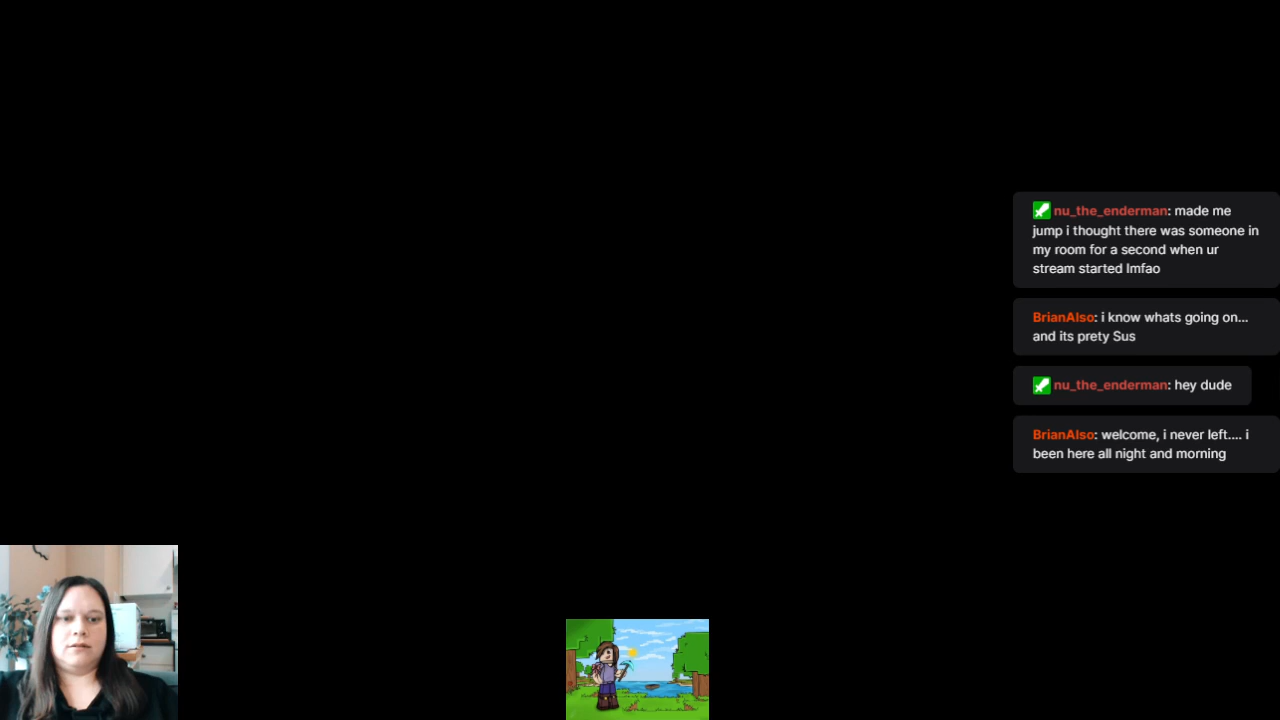 nu_the_enderman: made me
jump i thought there was someone in
my room for a second when ur
stream started lmfao
BrianAlso: i know whats going on...
and its prety Sus
nu_the_enderman: hey dude
BrianAlso: welcome, i never left.... i
been here all night and morning